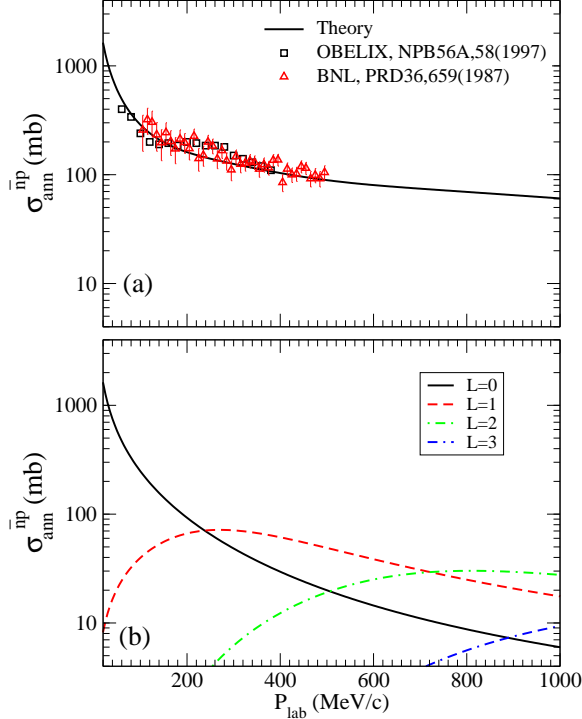 Theory
OBELIX, NPB56A,58(1997)
BNL, PRD36,659(1987)
1000
100
10
σ_ann^n̄p (mb)
(a)
L=0
L=1
L=2
L=3
1000
100
10
σ_ann^n̄p (mb)
(b)
200 400 600 800 1000
P_lab (MeV/c)